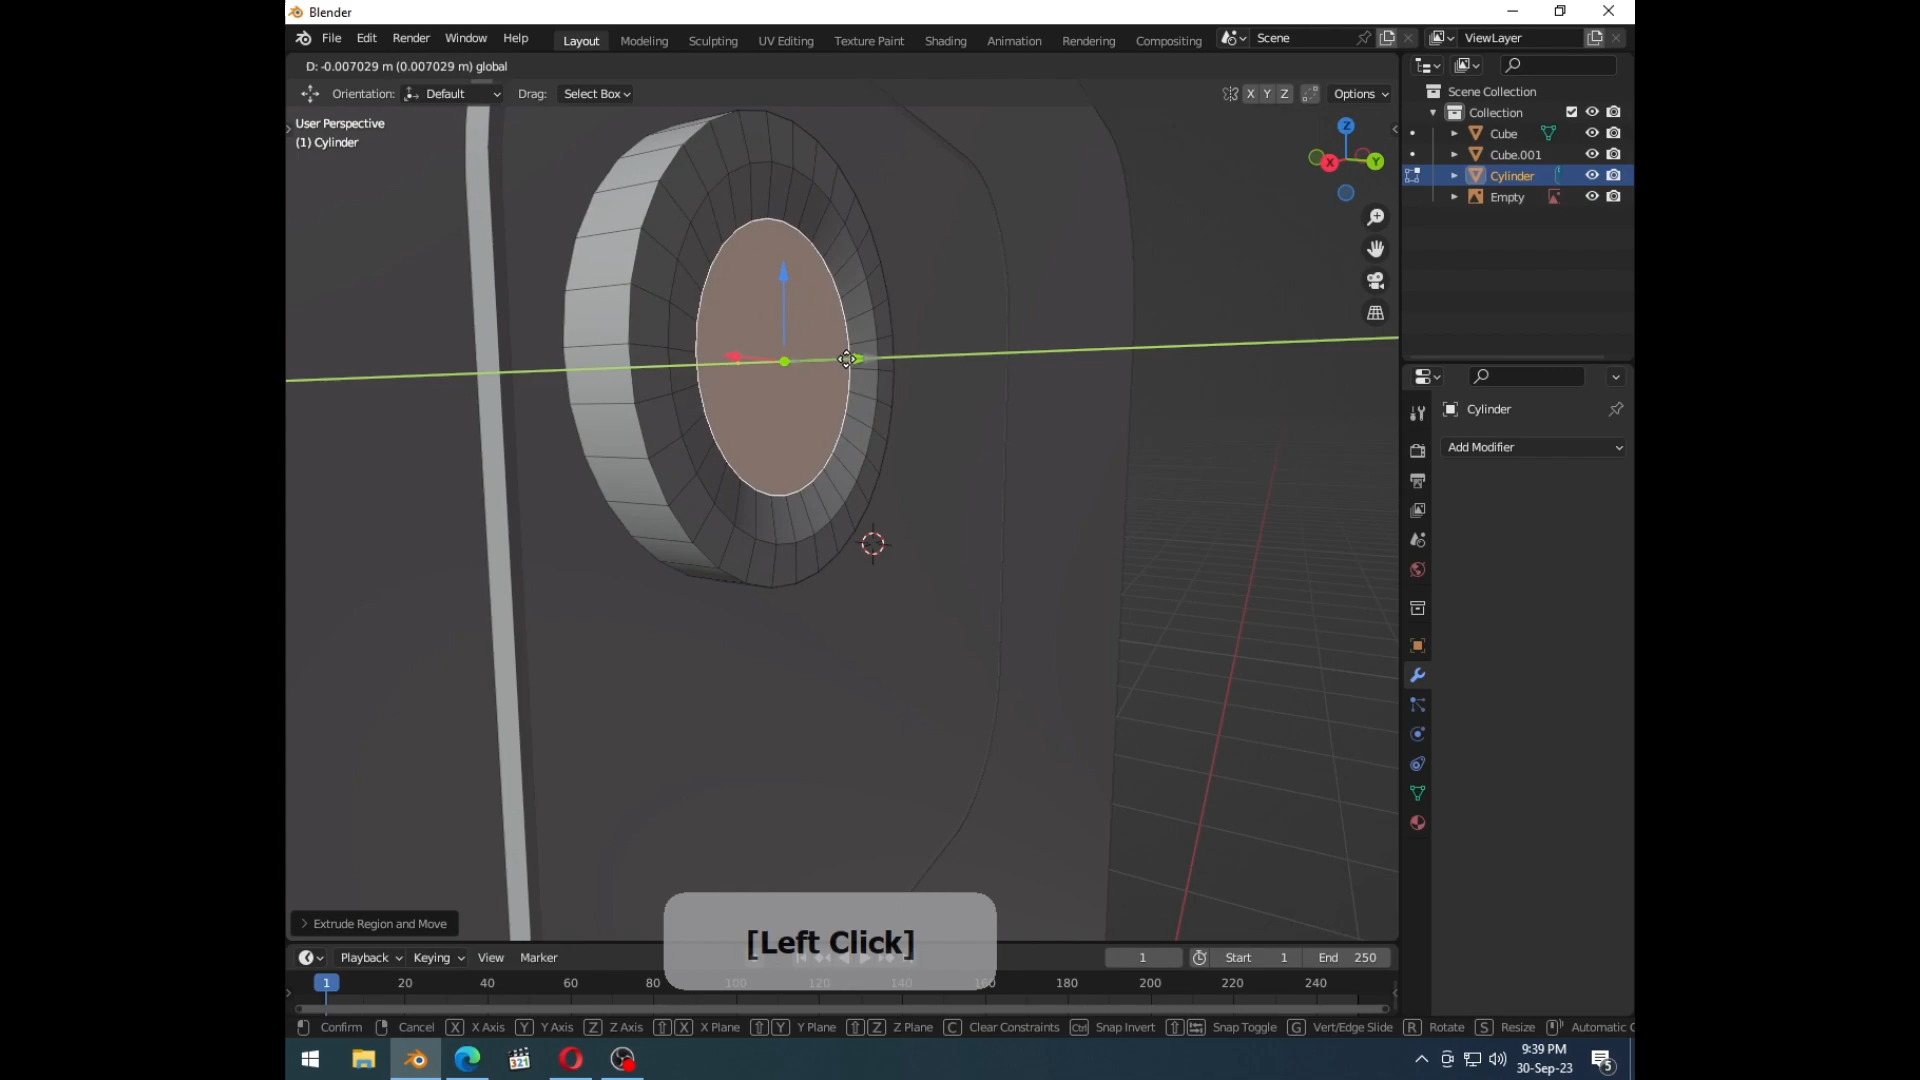 Blender
File Edit Render Window Help Layout Modeling Sculpting UV Editing Texture Paint Shading Animation Rendering Compositing Scene ViewLayer
D: -0.007029 m (0.007029 m) global
Orientation: Default Drag: Select Box X Y Z Options
User Perspective
(1) Cylinder
Z
X Y
Scene Collection
Collection
Cube
Cube.001
Cylinder
Empty
Cylinder
Add Modifier
Extrude Region and Move
[Left Click]
Playback Keying View Marker 1 Start 1 End 250
1 20 40 60 80 100 120 140 160 180 200 220 240
Confirm Cancel X X Axis Y Y Axis Z Z Axis X X Plane Y Y Plane Z Z Plane C Clear Constraints Ctrl Snap Invert Snap Toggle G Vert/Edge Slide R Rotate S Resize Automatic
321
9:39 PM
30-Sep-23
5